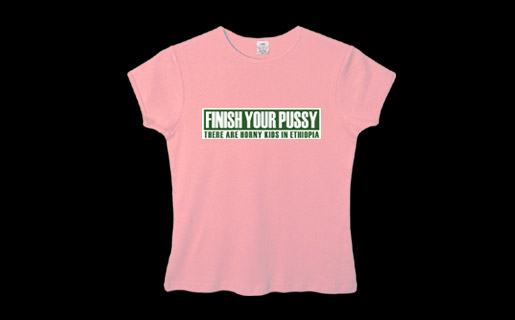 FINISH YOUR PUSSY
THERE ARE HORNY KIDS IN ETHIOPIA